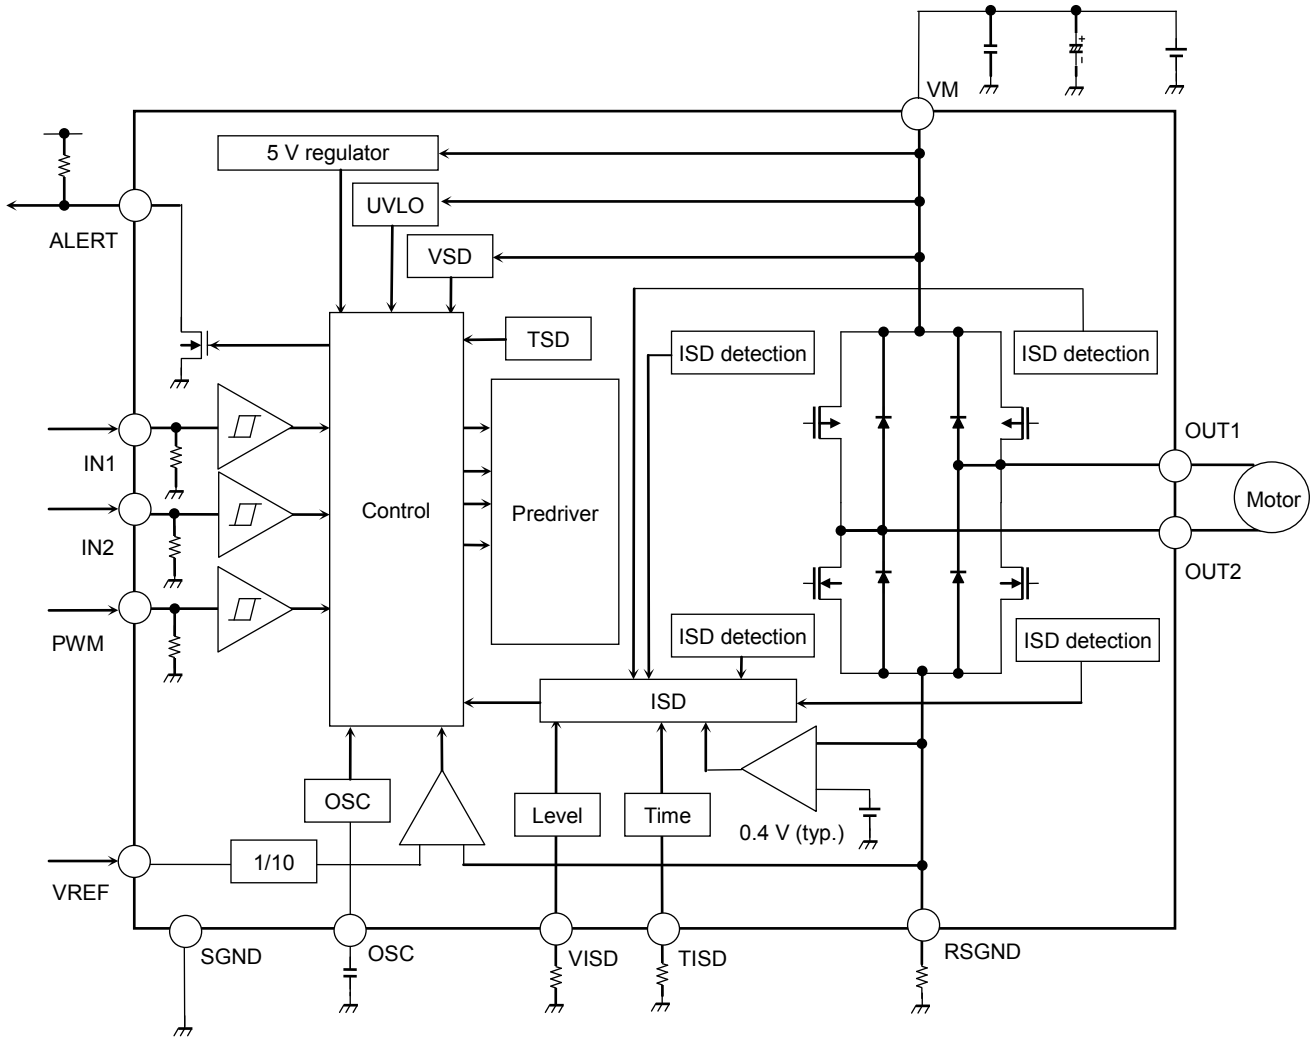 VM
5 V regulator
UVLO
ALERT
VSD
TSD
ISD detection
ISD detection
OUT1
IN1
Motor
Control
Predriver
IN2
OUT2
PWM
ISD detection
ISD detection
ISD
OSC
Level
Time
0.4 V (typ.)
1/10
VREF
SGND
OSC
VISD
TISD
RSGND
+
-